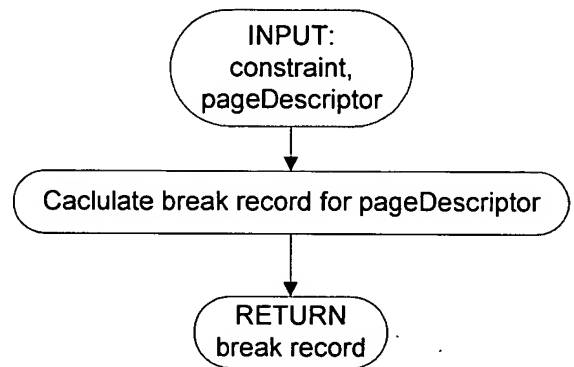 INPUT:
constraint,
pageDescriptor
Caclulate break record for pageDescriptor
RETURN
break record